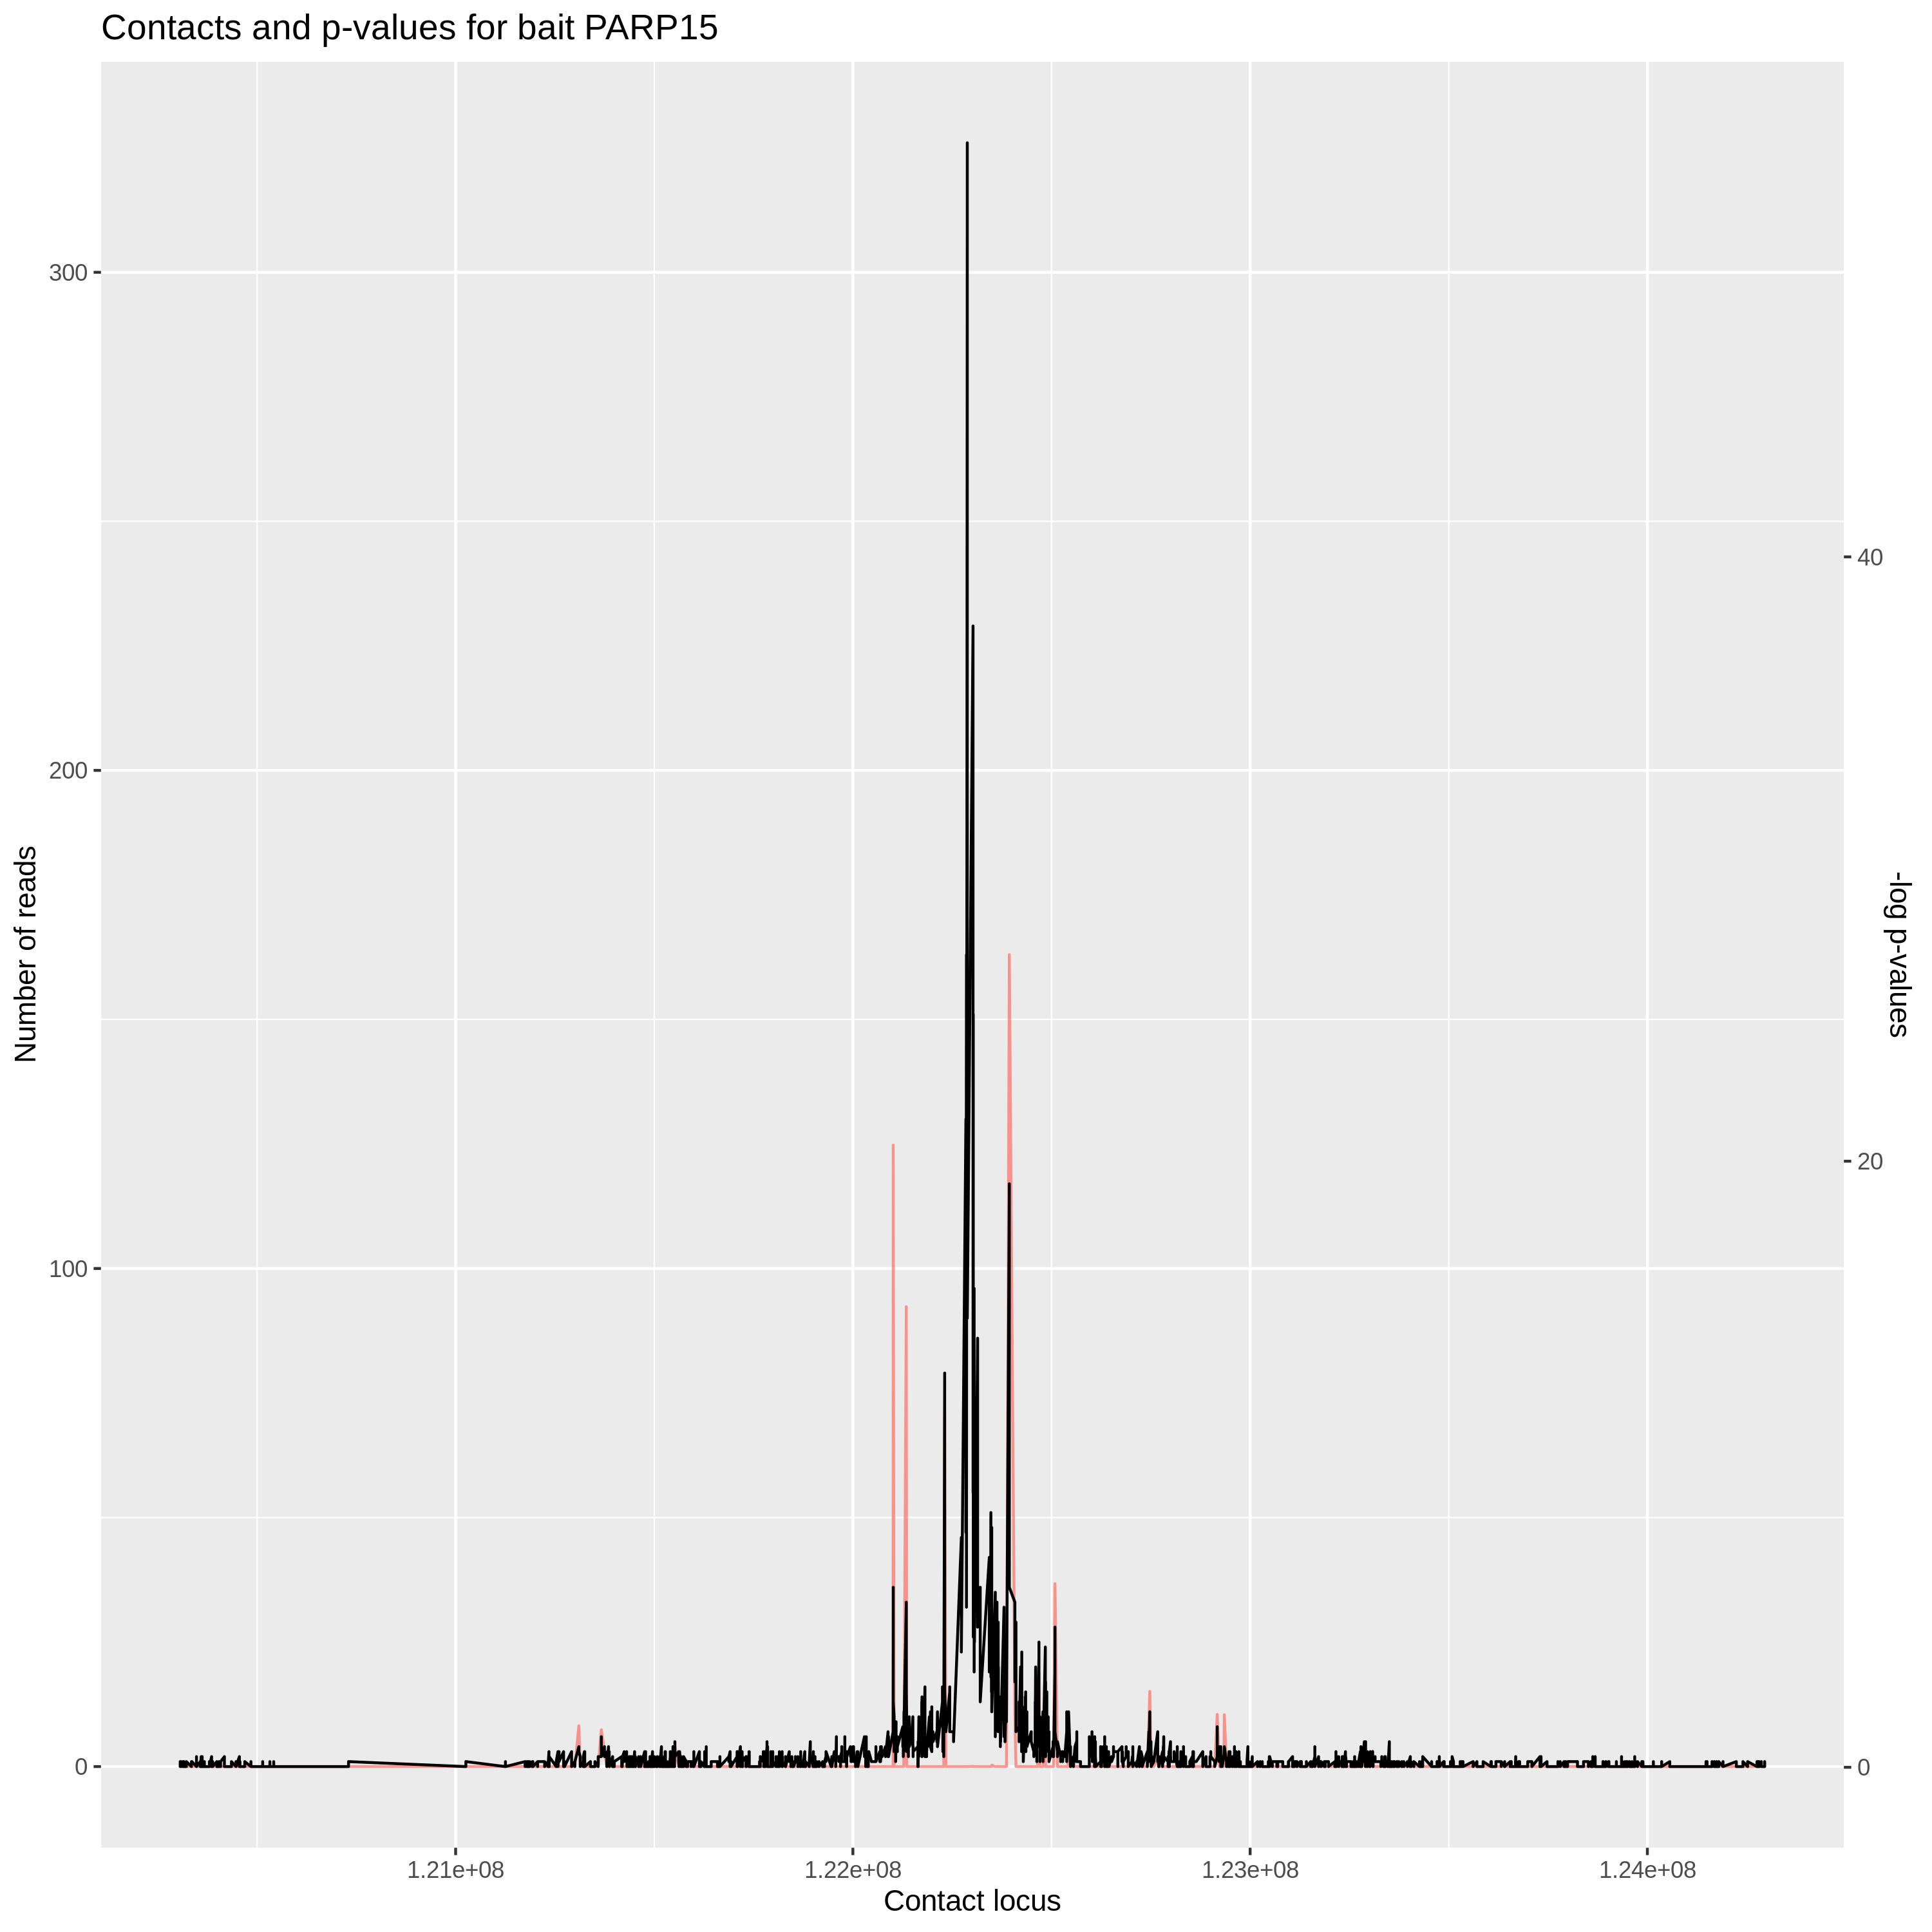 Contacts and p-values for bait PARP15
300
200
100
0
Number of reads
40
20
0
-log p-values
1.21e+08
1.22e+08
1.23e+08
1.24e+08
Contact locus